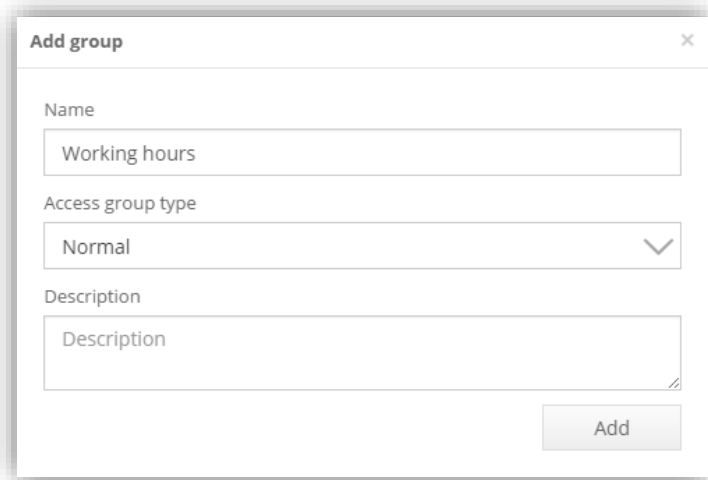 Add group
Name
Working hours
Access group type
Normal
Description
Description
Add